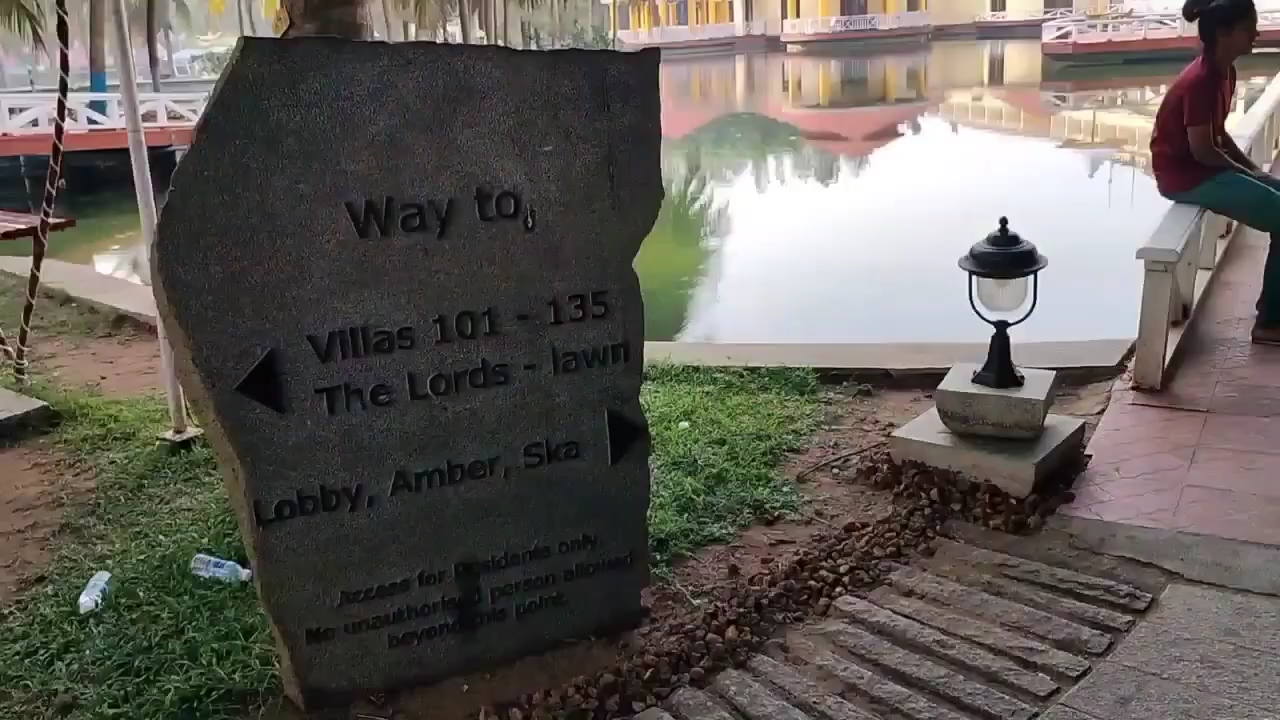 Way to,
Villas 101 - 135
The Lords - lawn
Lobby, Amber, Ska
Access for Residents only.
No unauthorised person allowed
beyond this point.